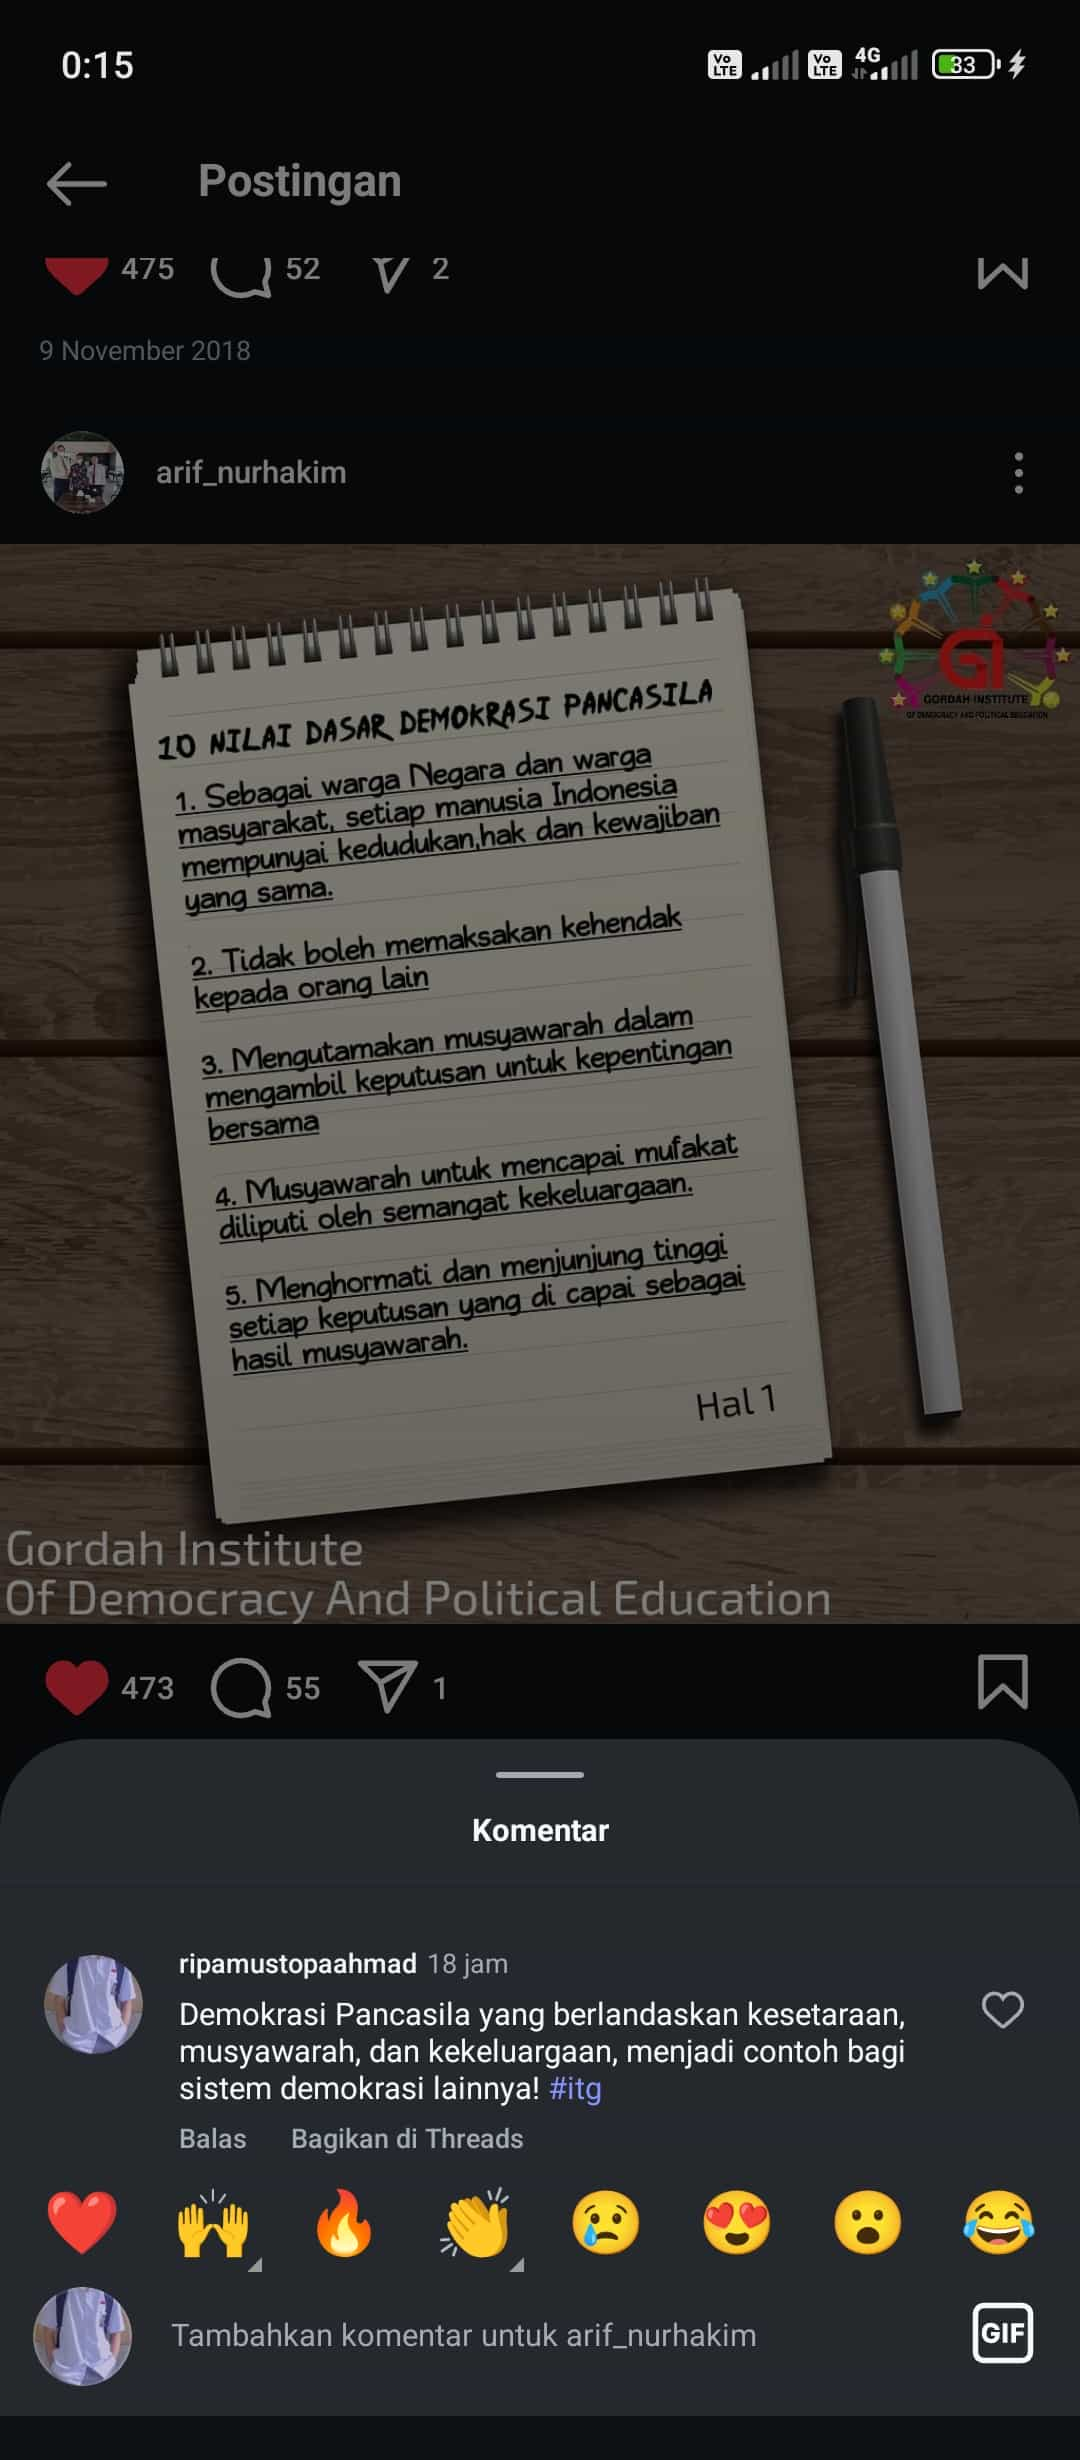 0:15
Vo LTE Vo LTE 4G 33
Postingan
475 52 2
9 November 2018
arif_nurhakim
Gi
GORDAH INSTITUTE
OF DEMOCRACY AND POLITICAL EDUCATION
10 NILAI DASAR DEMOKRASI PANCASILA
1. Sebagai warga Negara dan warga
masyarakat, setiap manusia Indonesia
mempunyai kedudukan,hak dan kewajiban
yang sama.
2. Tidak boleh memaksakan kehendak
kepada orang lain
3. Mengutamakan musyawarah dalam
mengambil keputusan untuk kepentingan
bersama
4. Musyawarah untuk mencapai mufakat
diliputi oleh semangat kekeluargaan.
5. Menghormati dan menjunjung tinggi
setiap keputusan yang di capai sebagai
hasil musyawarah.
Hal 1
Gordah Institute
Of Democracy And Political Education
473 55 1
Komentar
ripamustopaahmad 18 jam
Demokrasi Pancasila yang berlandaskan kesetaraan,
musyawarah, dan kekeluargaan, menjadi contoh bagi
sistem demokrasi lainnya! #itg
Balas Bagikan di Threads
Tambahkan komentar untuk arif_nurhakim
GIF